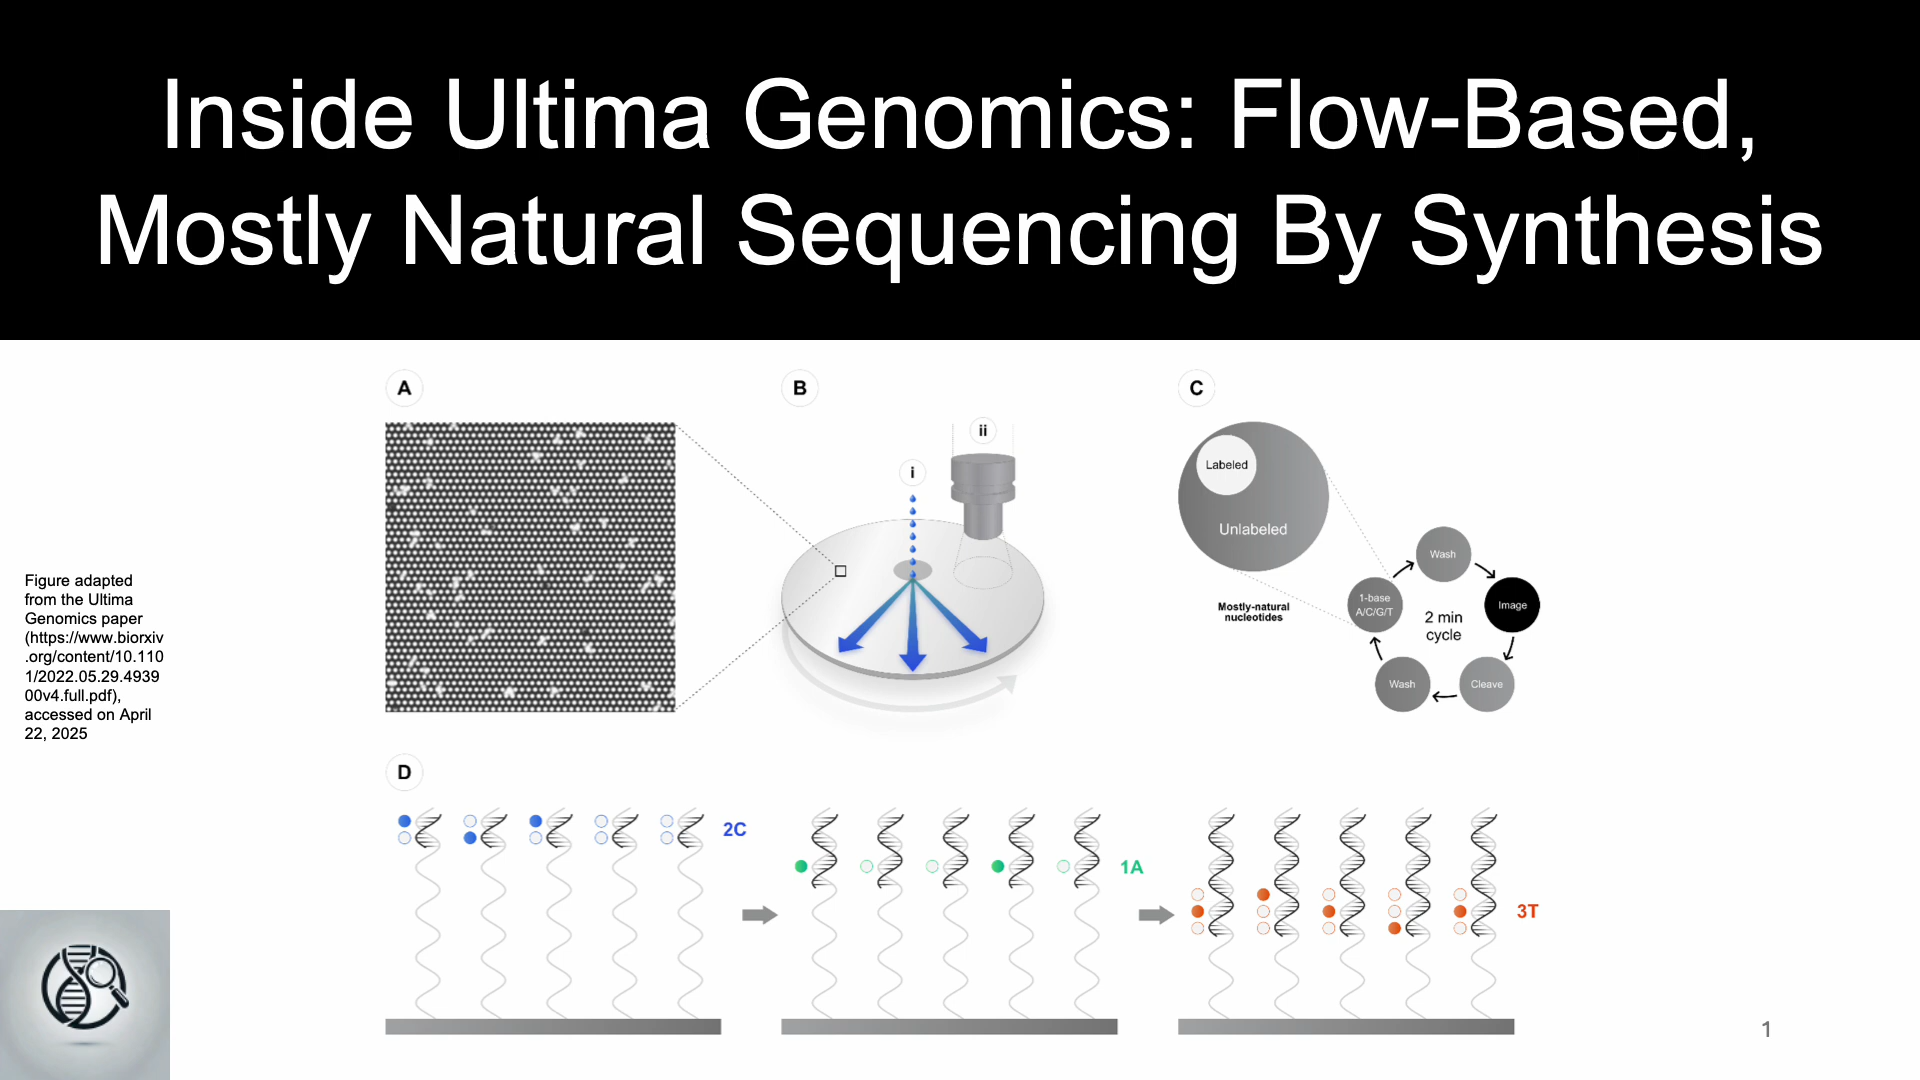 Inside Ultima Genomics: Flow-Based,
Mostly Natural Sequencing By Synthesis
Figure adapted
from the Ultima
Genomics paper
(https://www.biorxiv
.org/content/10.110
1/2022.05.29.4939
00v4.full.pdf),
accessed on April
22, 2025
A
B
i
ii
C
Labeled
Unlabeled
Mostly-natural
nucleotides
1-base
A/C/G/T
Wash
Image
Cleave
Wash
2 min
cycle
D
2C
1A
3T
1